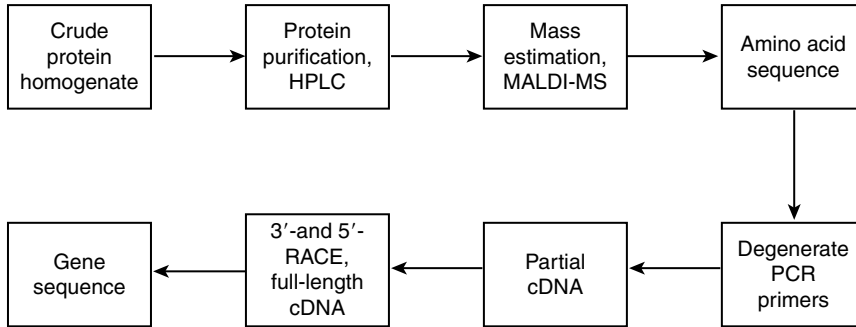 Crude
protein
homogenate
Protein
purification,
HPLC
Mass
estimation,
MALDI-MS
Amino acid
sequence
Degenerate
PCR
primers
Partial
cDNA
3′-and 5′-
RACE,
full-length
cDNA
Gene
sequence